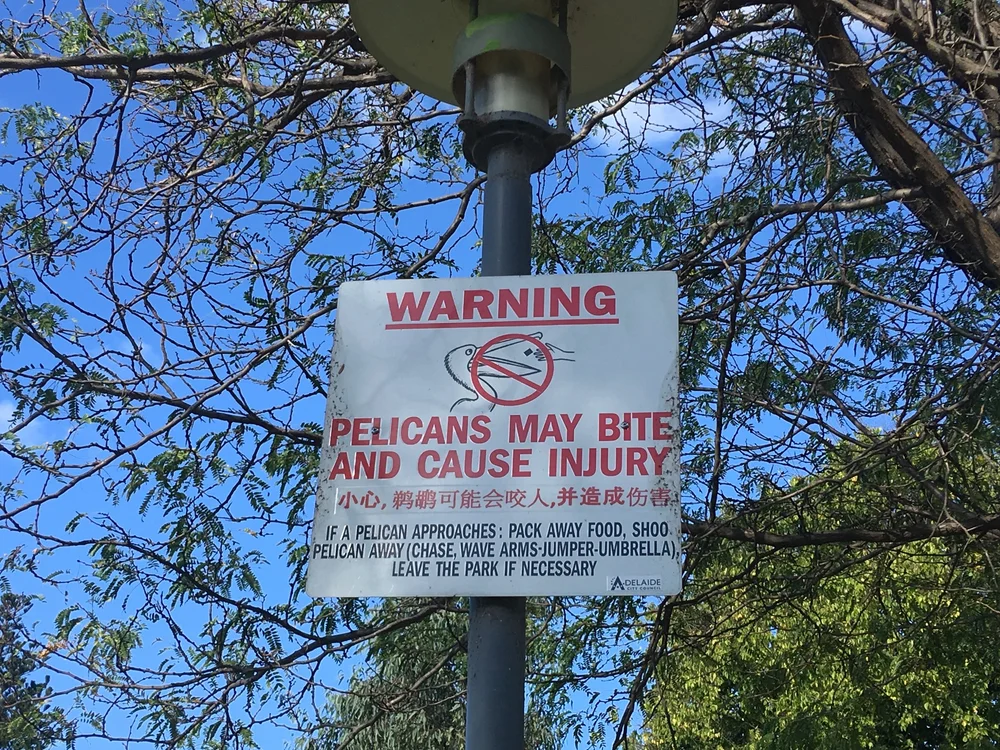 WARNING
PELICANS MAY BITE
AND CAUSE INJURY
小心, 鹈鹕可能会咬人,并造成伤害
IF A PELICAN APPROACHES: PACK AWAY FOOD, SHOO
PELICAN AWAY (CHASE, WAVE ARMS-JUMPER-UMBRELLA),
LEAVE THE PARK IF NECESSARY
ADELAIDE
CITY COUNCIL